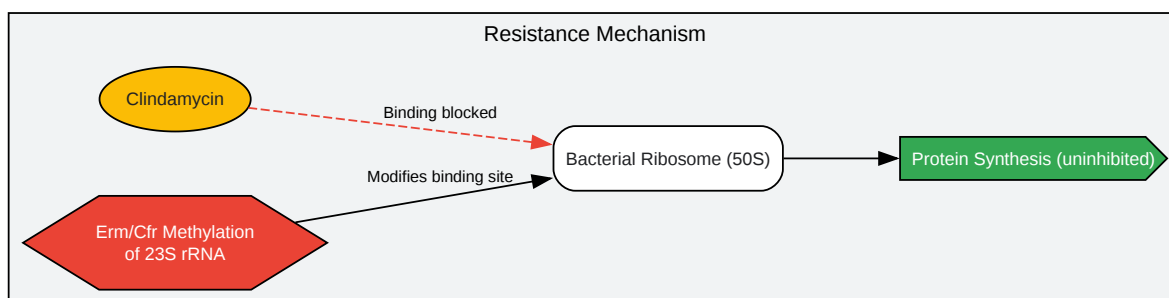 Resistance Mechanism
Clindamycin
Binding blocked
Bacterial Ribosome (50S)
Protein Synthesis (uninhibited)
Modifies binding site
Erm/Cfr Methylation
of 23S rRNA